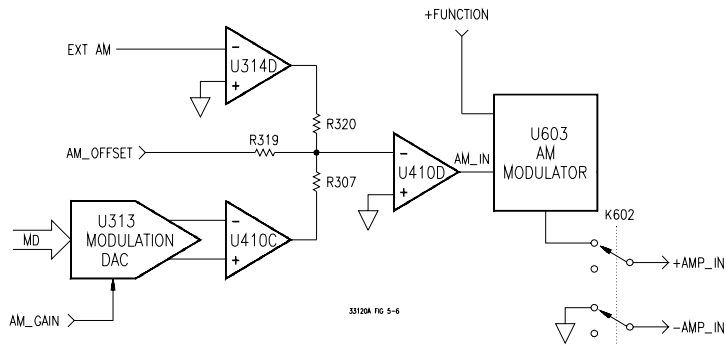 +FUNCTION
EXT AM
−
U314D
+
R320
U603
AM
MODULATOR
R319
AM_OFFSET
−
AM_IN
U410D
+
R307
K602
U313
MODULATION
DAC
MD
−
U410C
+
+AMP_IN
AM_GAIN
33120A FIG 5-6
−AMP_IN